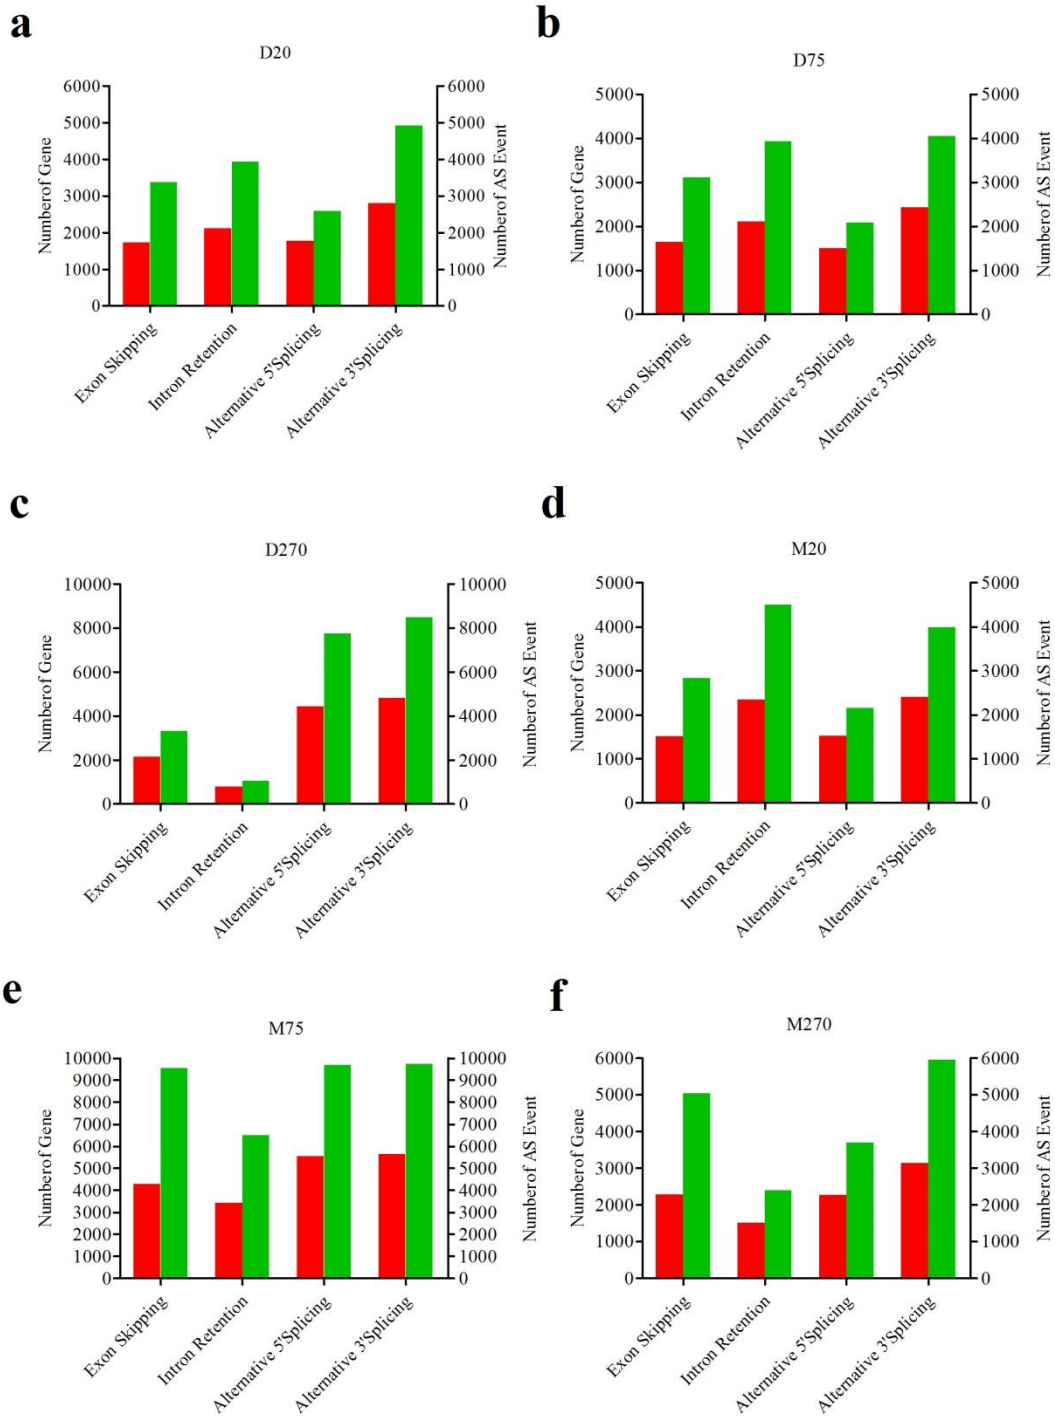 a
D20
6000
5000
4000
3000
2000
1000
0
Numberof Gene
6000
5000
4000
3000
2000
1000
0
Numberof AS Event
Exon Skipping
Intron Retention
Alternative 5'Splicing
Alternative 3'Splicing
b
D75
5000
4000
3000
2000
1000
0
Numberof Gene
5000
4000
3000
2000
1000
0
Numberof AS Event
Exon Skipping
Intron Retention
Alternative 5'Splicing
Alternative 3'Splicing
c
D270
10000
8000
6000
4000
2000
0
Numberof Gene
10000
8000
6000
4000
2000
0
Numberof AS Event
Exon Skipping
Intron Retention
Alternative 5'Splicing
Alternative 3'Splicing
d
M20
5000
4000
3000
2000
1000
0
Numberof Gene
5000
4000
3000
2000
1000
0
Numberof AS Event
Exon Skipping
Intron Retention
Alternative 5'Splicing
Alternative 3'Splicing
e
M75
10000
9000
8000
7000
6000
5000
4000
3000
2000
1000
0
Numberof Gene
10000
9000
8000
7000
6000
5000
4000
3000
2000
1000
0
Numberof AS Event
Exon Skipping
Intron Retention
Alternative 5'Splicing
Alternative 3'Splicing
f
M270
6000
5000
4000
3000
2000
1000
0
Numberof Gene
6000
5000
4000
3000
2000
1000
0
Numberof AS Event
Exon Skipping
Intron Retention
Alternative 5'Splicing
Alternative 3'Splicing